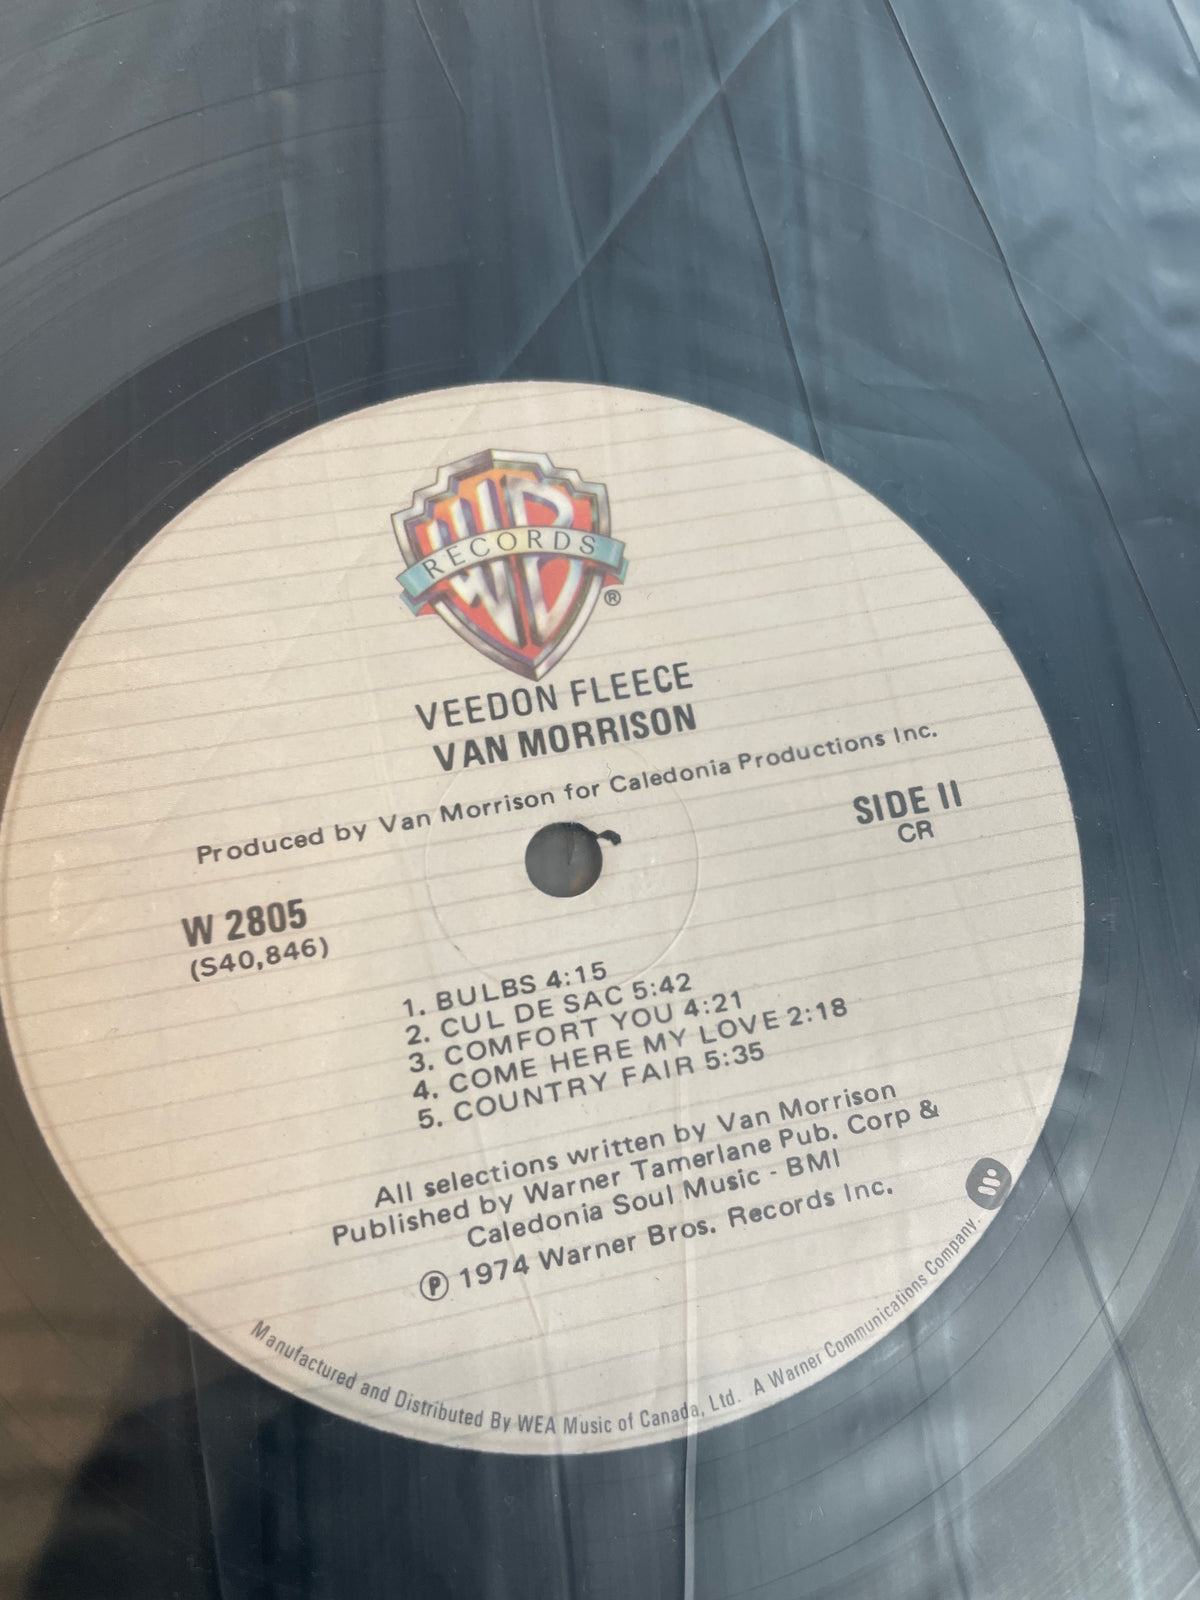 WB
RECORDS
®
VEEDON FLEECE
VAN MORRISON
Produced by Van Morrison for Caledonia Productions Inc.
SIDE II
CR
W 2805
(S40,846)
1. BULBS 4:15
2. CUL DE SAC 5:42
3. COMFORT YOU 4:21
4. COME HERE MY LOVE 2:18
5. COUNTRY FAIR 5:35
All selections written by Van Morrison
Published by Warner Tamerlane Pub. Corp &
Caledonia Soul Music - BMI
℗ 1974 Warner Bros. Records Inc.
Manufactured and Distributed By WEA Music of Canada, Ltd. A Warner Communications Company.